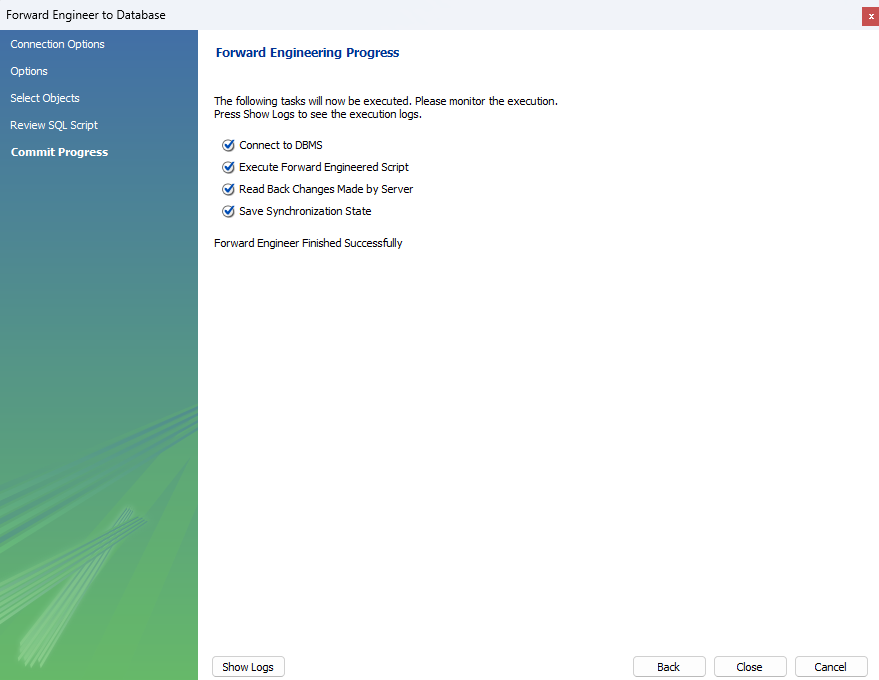 Forward Engineer to Database
x
Connection Options
Options
Select Objects
Review SQL Script
Commit Progress
Forward Engineering Progress
The following tasks will now be executed. Please monitor the execution.
Press Show Logs to see the execution logs.
Connect to DBMS
Execute Forward Engineered Script
Read Back Changes Made by Server
Save Synchronization State
Forward Engineer Finished Successfully
Show Logs
Back
Close
Cancel